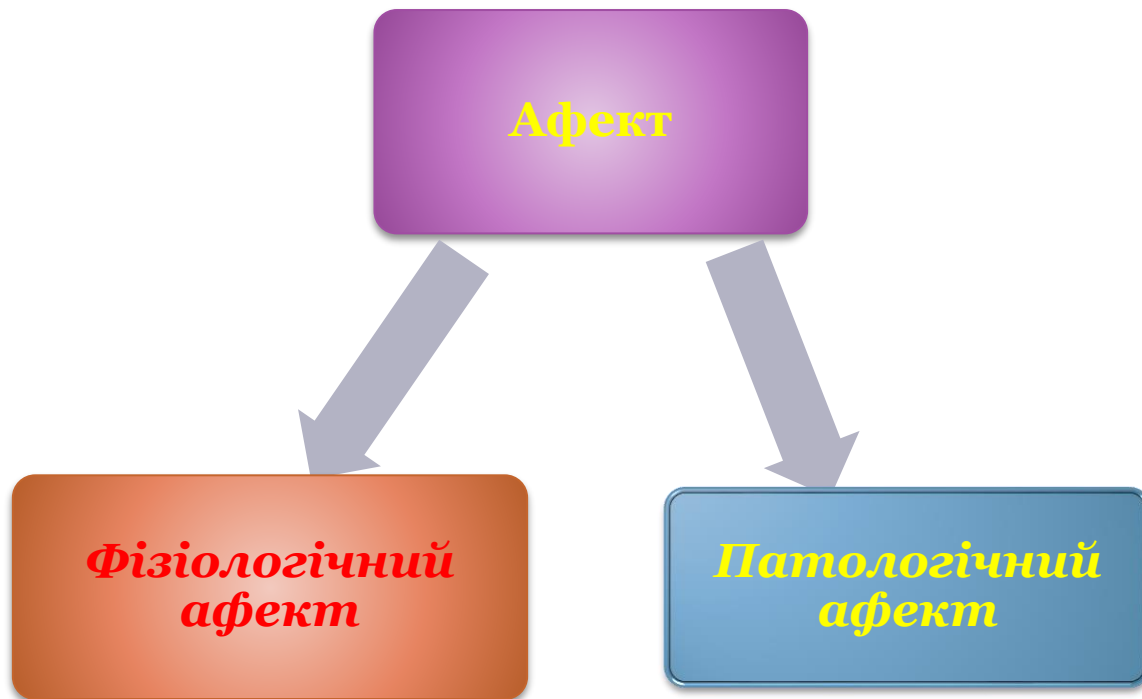 Афект
Фізіологічний
афект
Патологічний
афект